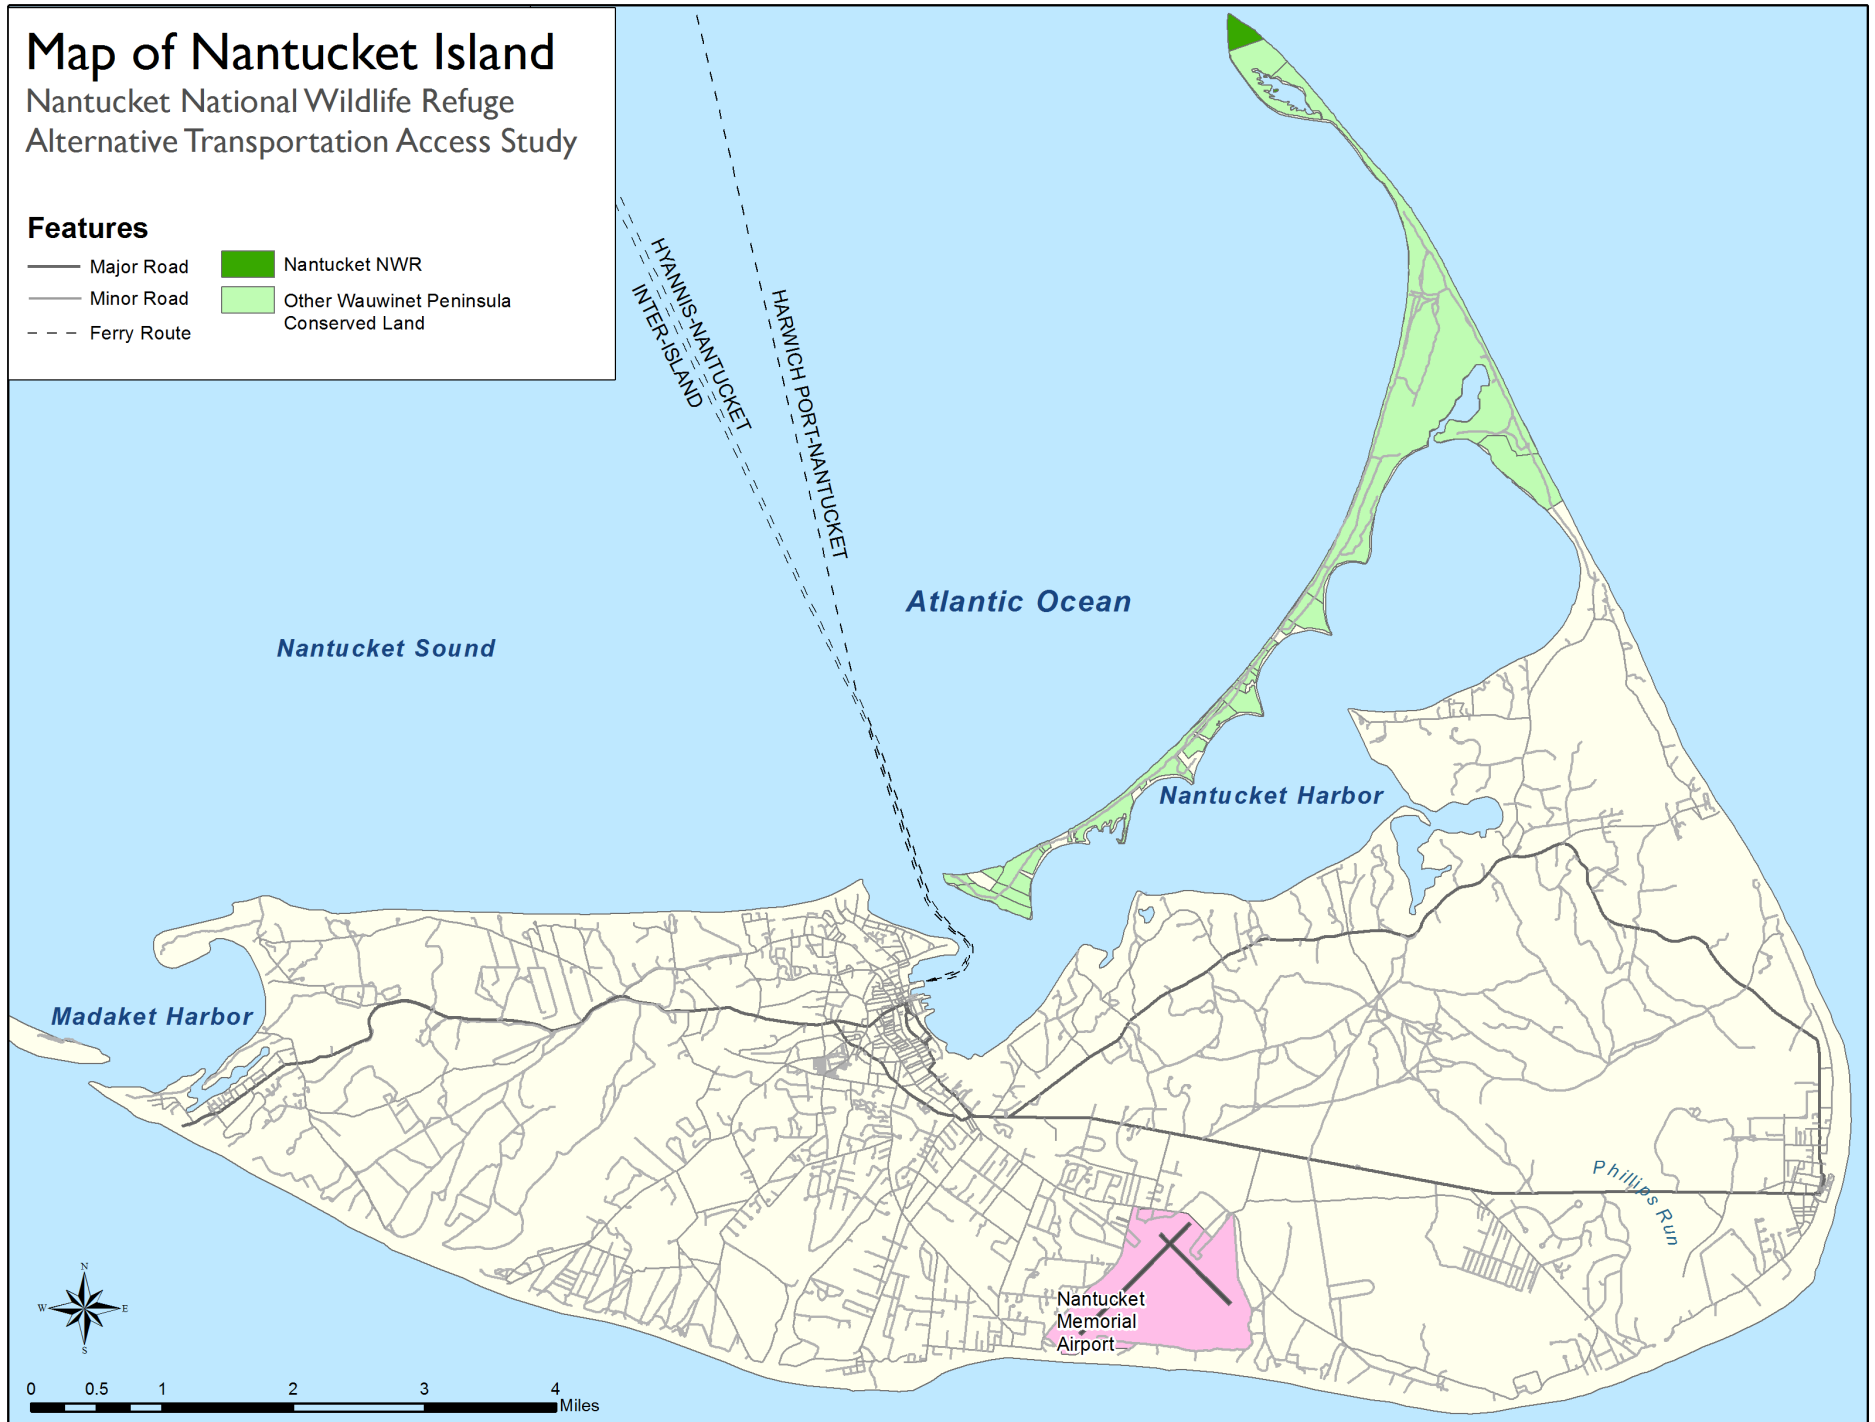 Map of Nantucket Island
Nantucket National Wildlife Refuge
Alternative Transportation Access Study
Features
Major Road
Minor Road
Ferry Route
Nantucket NWR
Other Wauwinet Peninsula
Conserved Land
HYANNIS-NANTUCKET
INTER-ISLAND
HARWICH PORT-NANTUCKET
Atlantic Ocean
Nantucket Sound
Nantucket Harbor
Madaket Harbor
Phillips Run
Nantucket
Memorial
Airport
N
W E
S
0 0.5 1 2 3 4
Miles